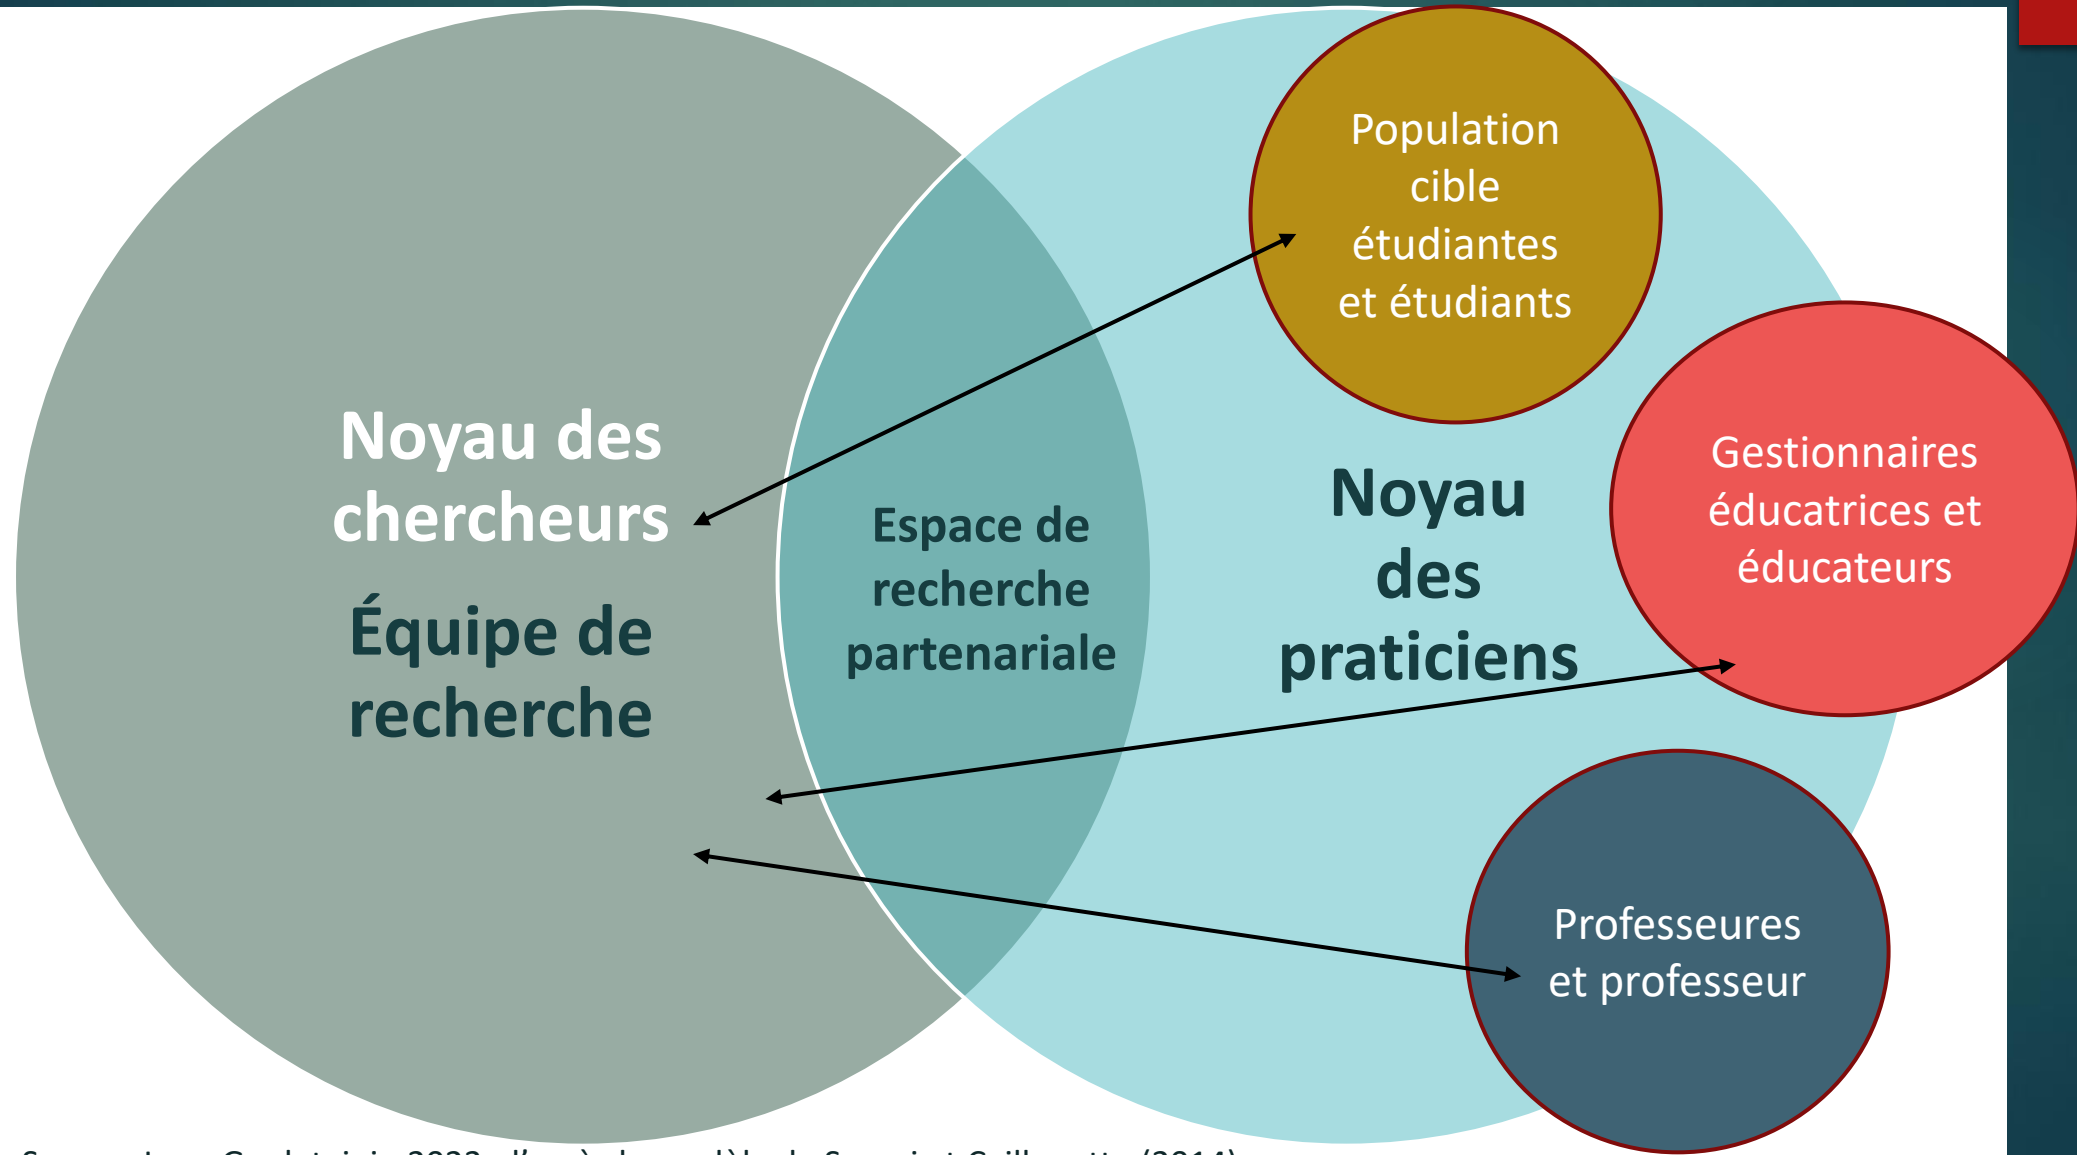 Noyau des
chercheurs
Équipe de
recherche
Espace de
recherche
partenariale
Noyau
des
praticiens
Population
cible
étudiantes
et étudiants
Gestionnaires
éducatrices et
éducateurs
Professeures
et professeur
(2014)